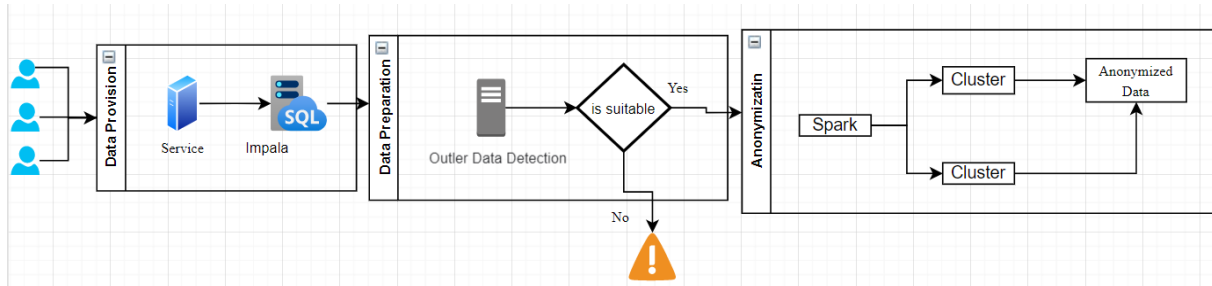 Data Provision
Service
Impala
SQL
Data Preparation
Outler Data Detection
is suitable
Yes
No
Anonymizatin
Spark
Cluster
Cluster
Anonymized
Data